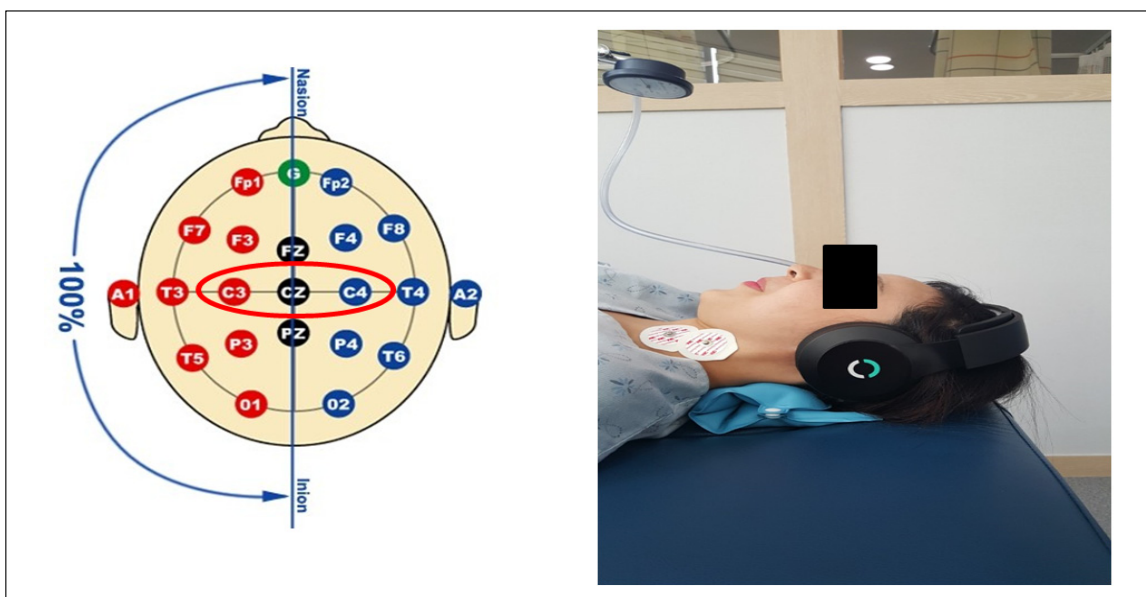 Nasion
Fp1 G Fp2
F7 F3 FZ F4 F8
A1 T3 C3 CZ C4 T4 A2
100%
T5 P3 PZ P4 T6
01 02
Inion